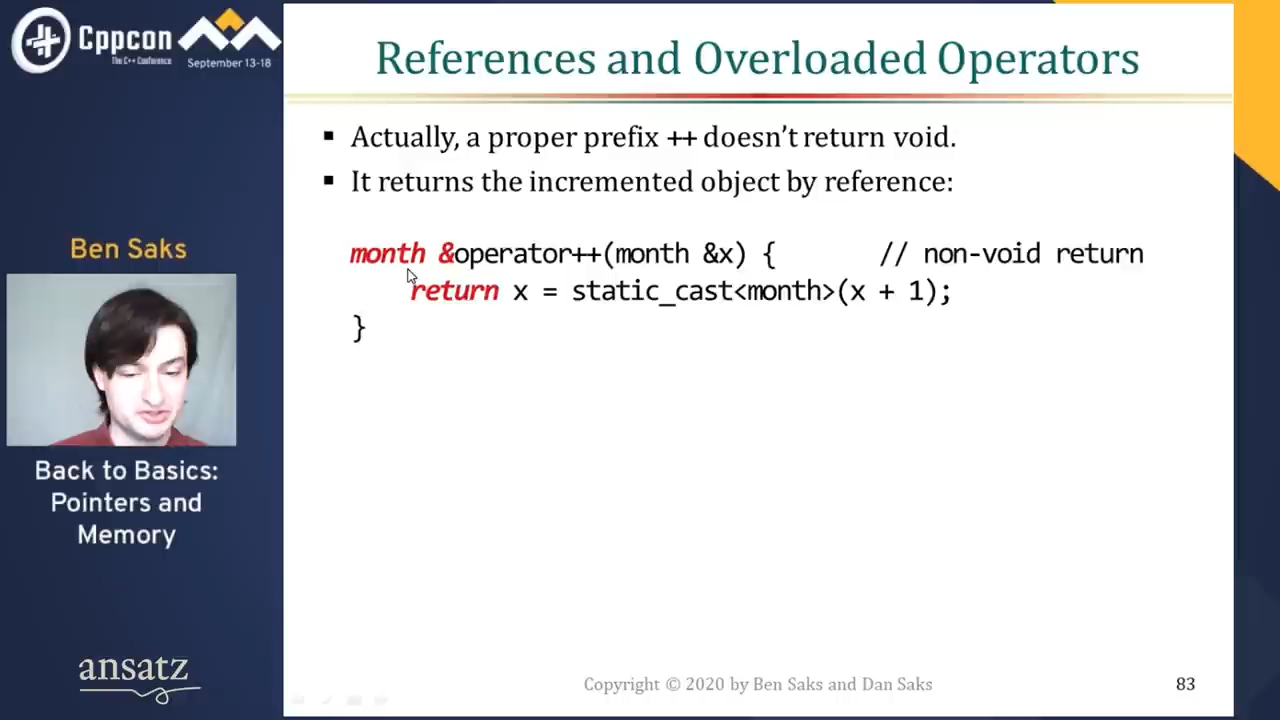 Cppcon
The C++ Conference
September 13-18
References and Overloaded Operators
▪ Actually, a proper prefix ++ doesn't return void.
▪ It returns the incremented object by reference:
month &operator++(month &x) { // non-void return
return x = static_cast<month>(x + 1);
}
Ben Saks
Back to Basics:
Pointers and
Memory
ansatz
Copyright © 2020 by Ben Saks and Dan Saks
83